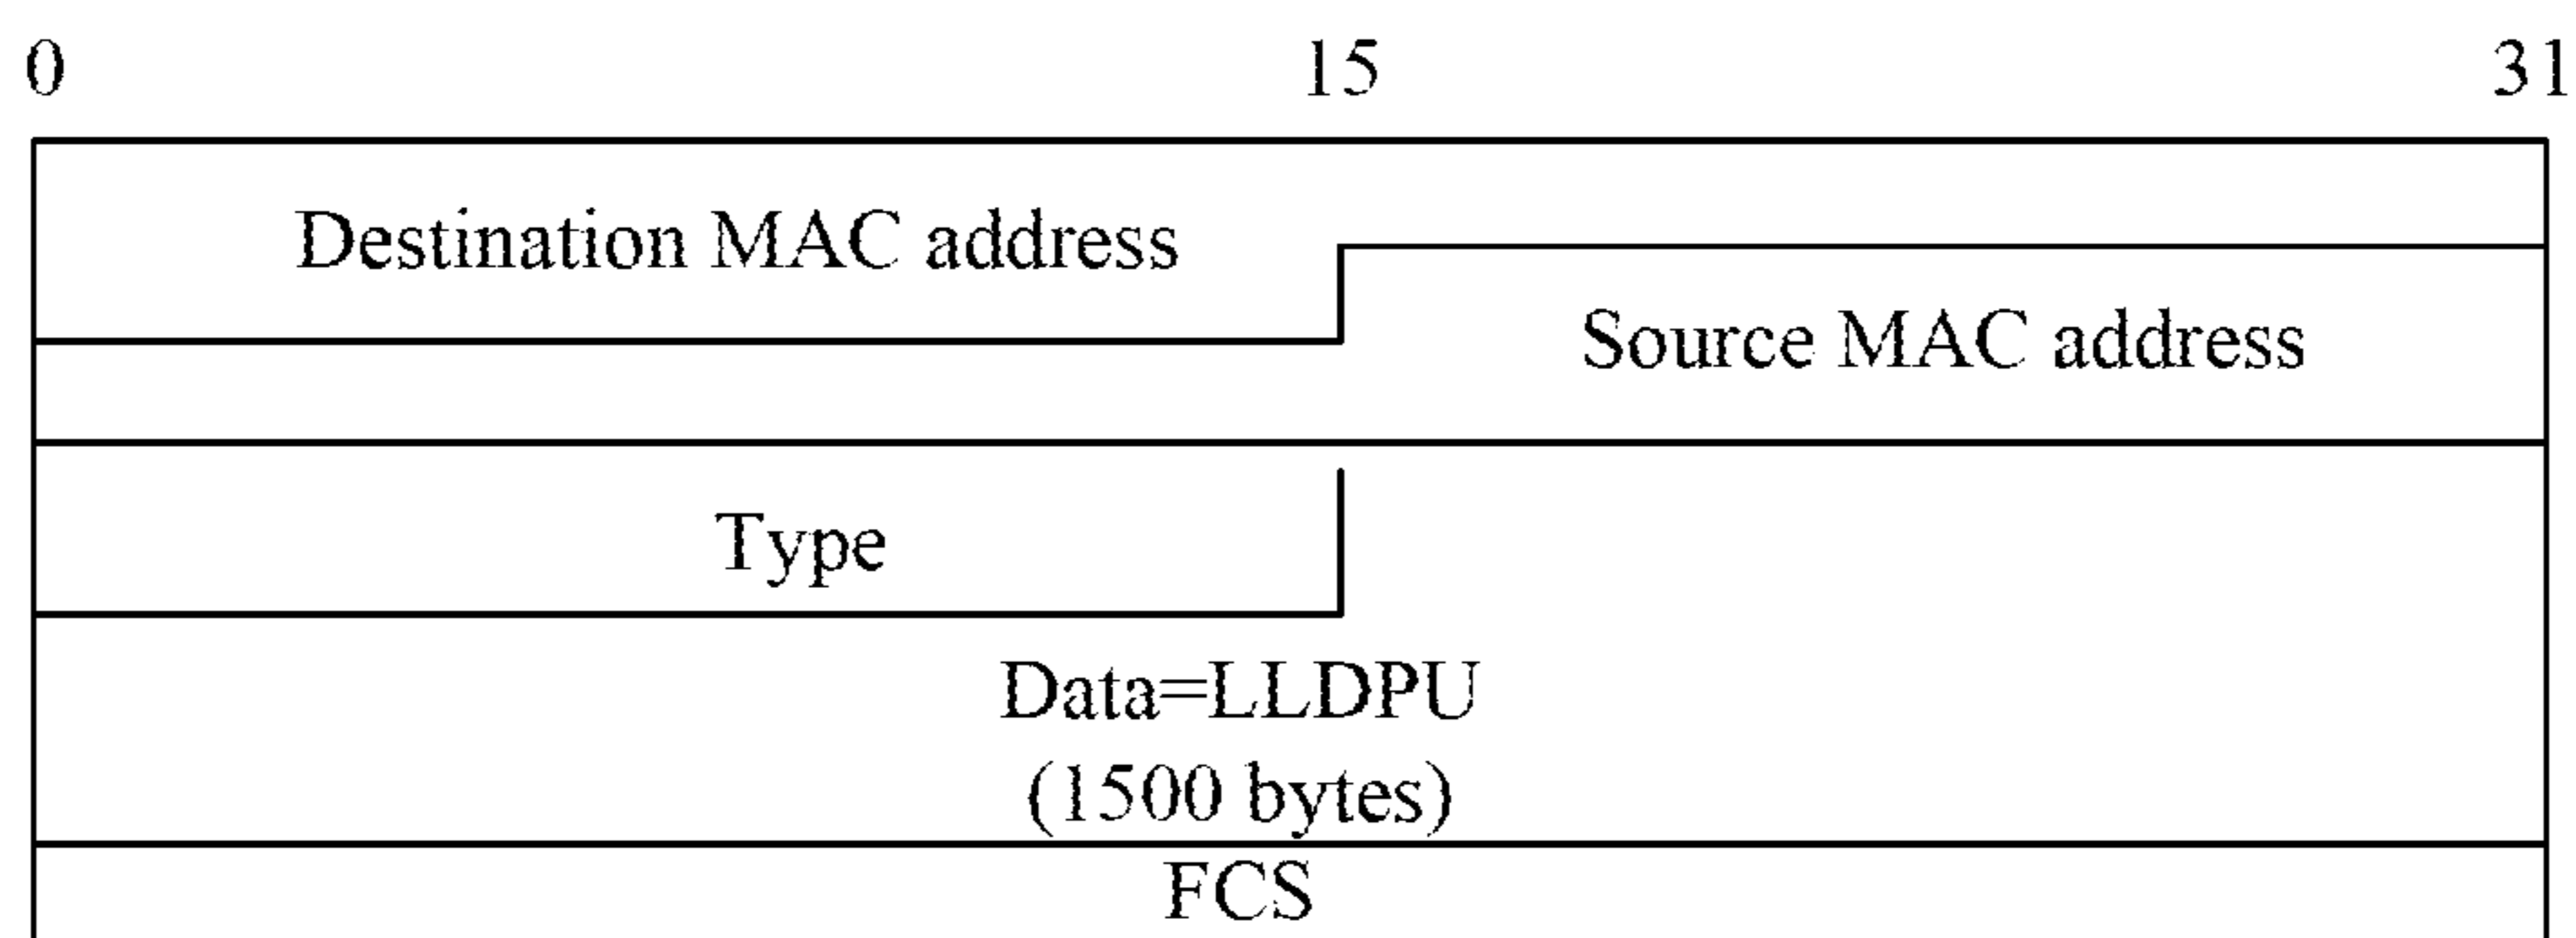 0 15 31
Destination MAC address
Source MAC address
Type
Data=LLDPU
(1500 bytes)
FCS